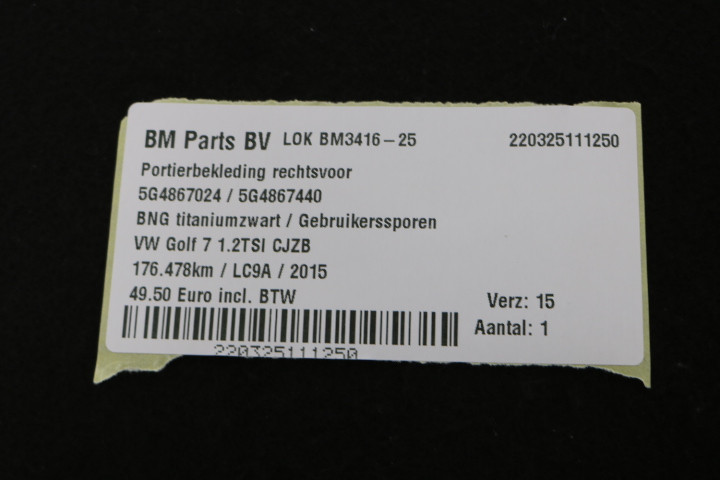 BM Parts BV LOK BM3416-25 220325111250
Portierbekleding rechtsvoor
5G4867024 / 5G4867440
BNG titaniumzwart / Gebruikerssporen
VW Golf 7 1.2TSI CJZB
176.478km / LC9A / 2015
49.50 Euro incl. BTW Verz: 15
Aantal: 1
220325111250